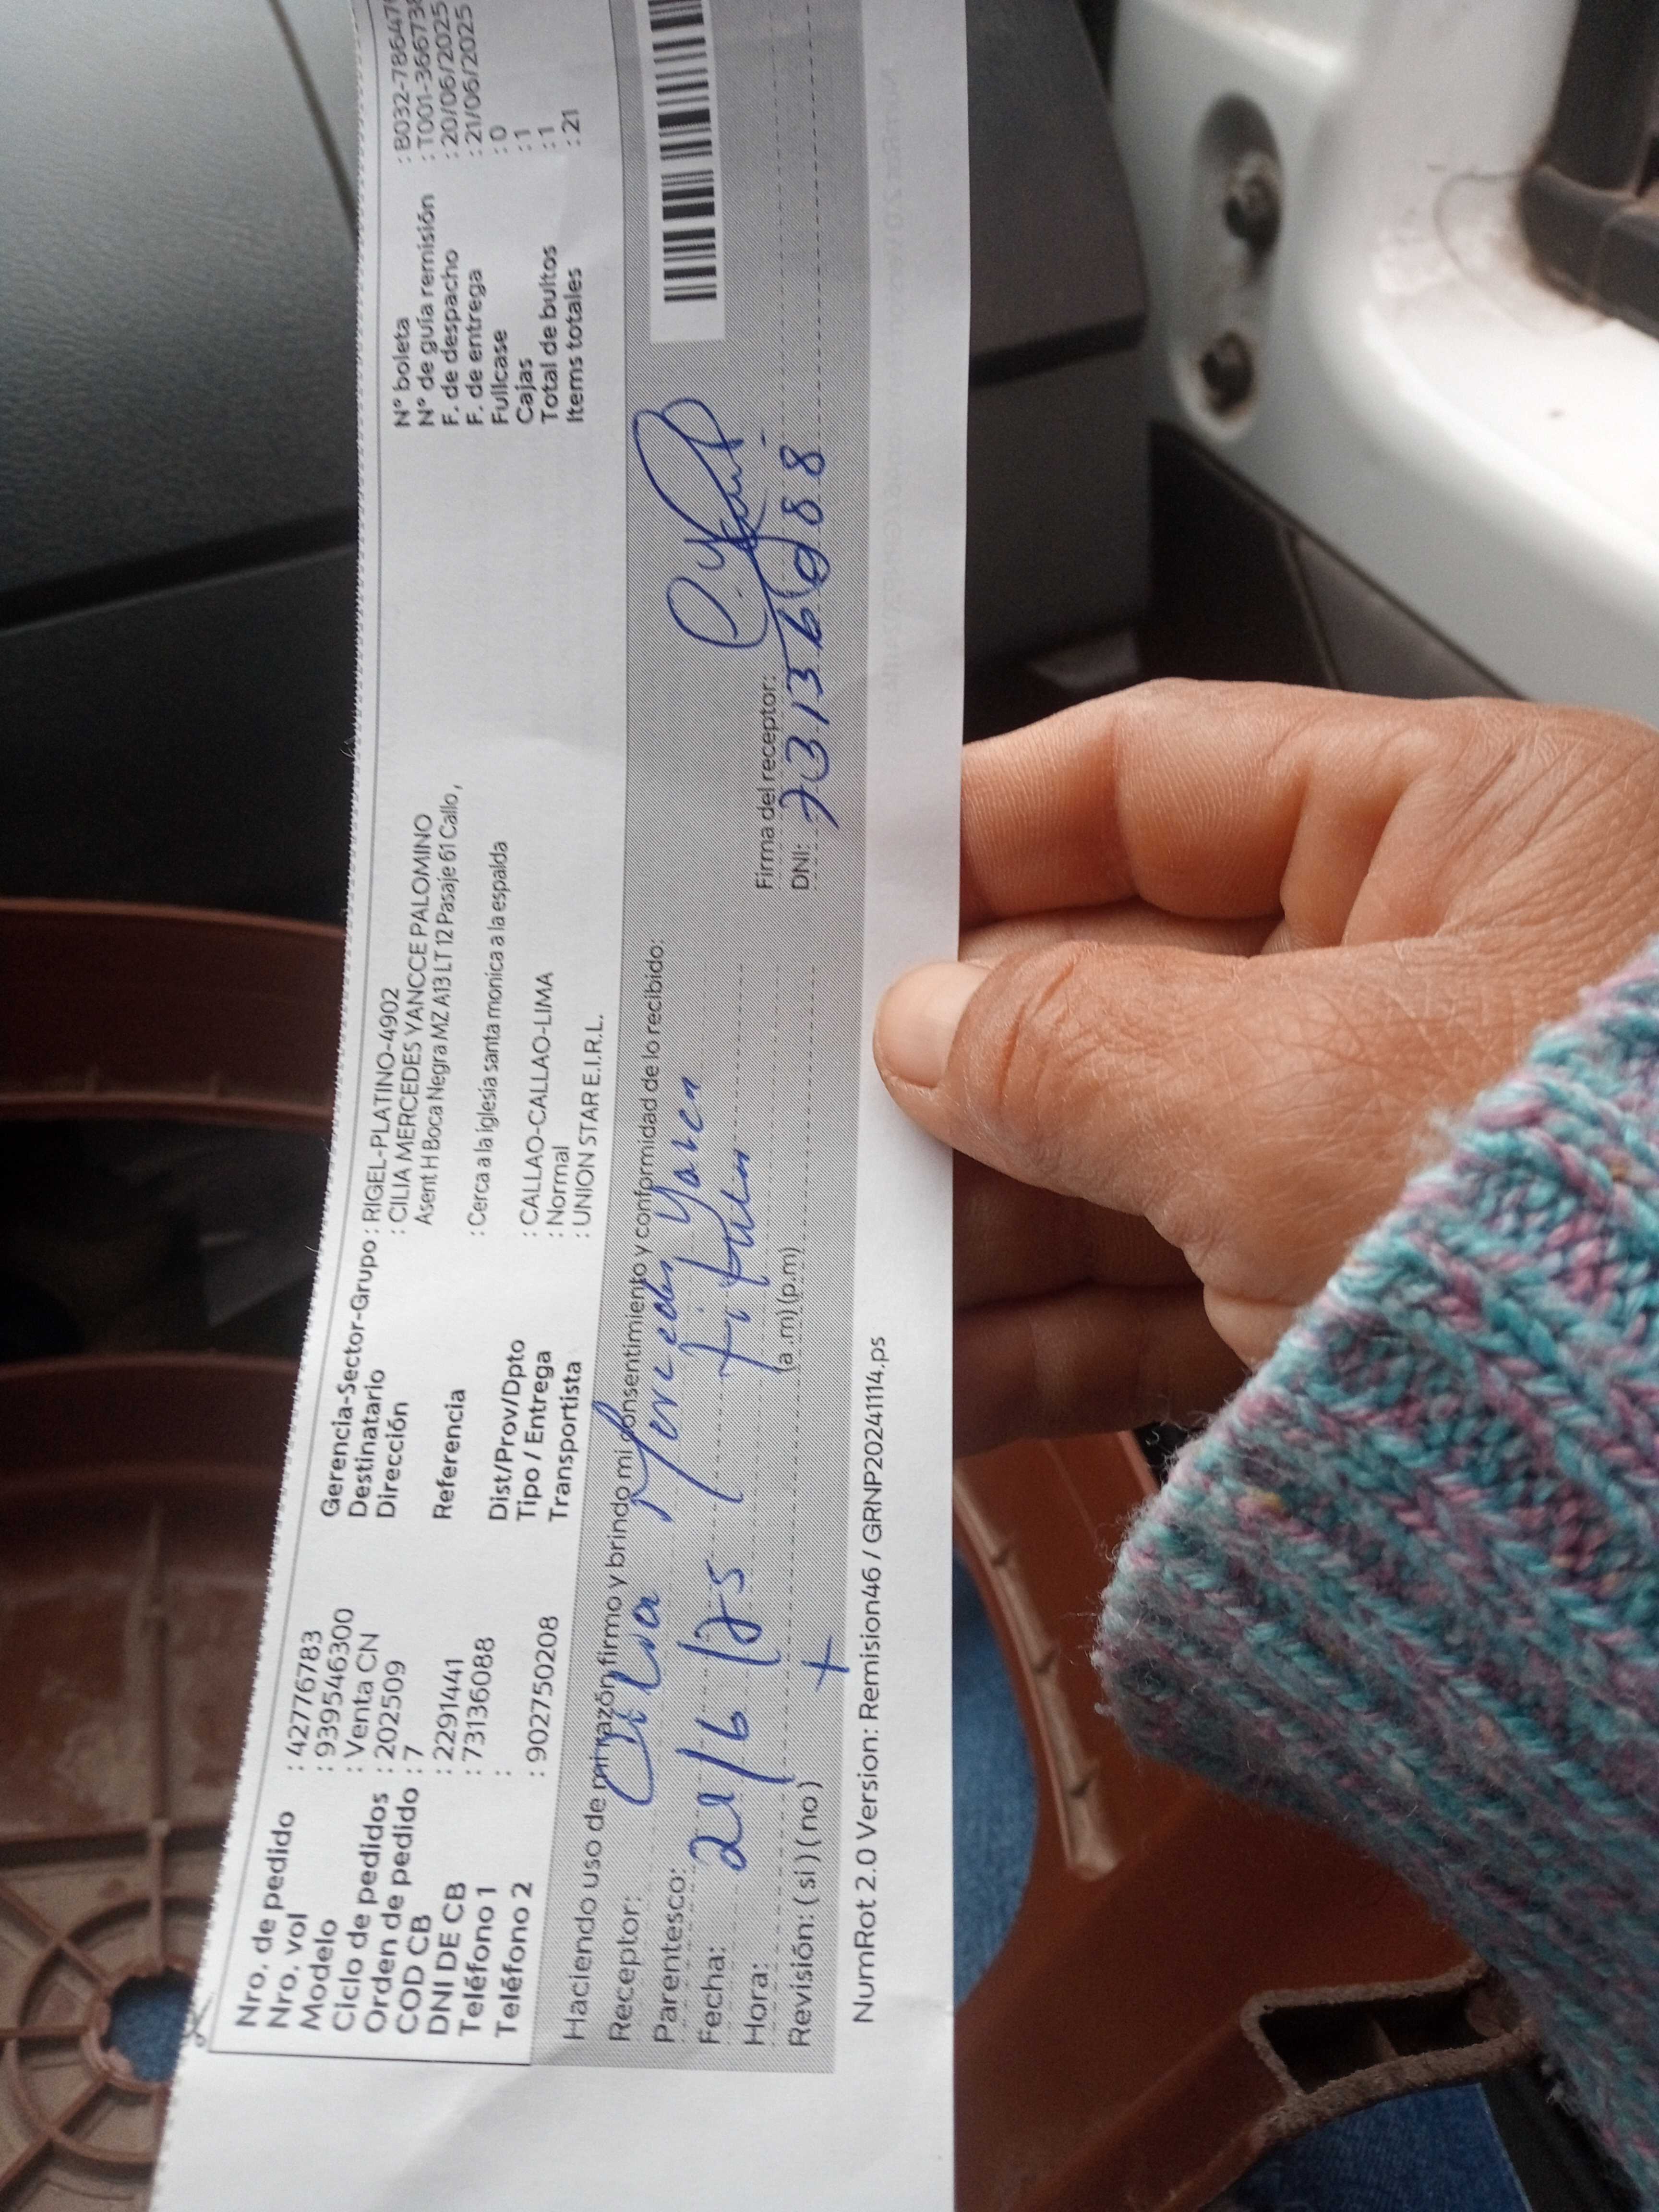 Nro. de pedido : 42776783
Nro. vol : 939546300
Modelo : Venta CN
Ciclo de pedidos : 202509
Orden de pedido : 7
COD CB : 2291441
DNI DE CB : 73136088
Teléfono 1 :
Teléfono 2 : 902750208
Gerencia-Sector-Grupo : RIGEL-PLATINO-4902
Destinatario : CILIA MERCEDES YANCCE PALOMINO
Dirección Asent H Boca Negra MZ A13 LT 12 Pasaje 61 Callo ,
Referencia : Cerca a la iglesia santa monica a la espalda
Dist/Prov/Dpto : CALLAO-CALLAO-LIMA
Tipo / Entrega : Normal
Transportista : UNION STAR E.I.R.L.
N° boleta : B032-786447
N° de guía remisión : T001-366736
F. de despacho : 20/06/2025
F. de entrega : 21/06/2025
Fullcase : 0
Cajas : 1
Total de bultos : 1
Items totales : 21
Haciendo uso de mi razón firmo y brindo mi consentimiento y conformidad de lo recibido:
Receptor: Mercedes
Parentesco: titular
Fecha: 21/6/25
Hora: (a.m) (p.m)
Revisión: ( si ) ( no )
Firma del receptor:
DNI: 73136088
NumRot 2.0 Version: Remision46 / GRNP20241114.ps